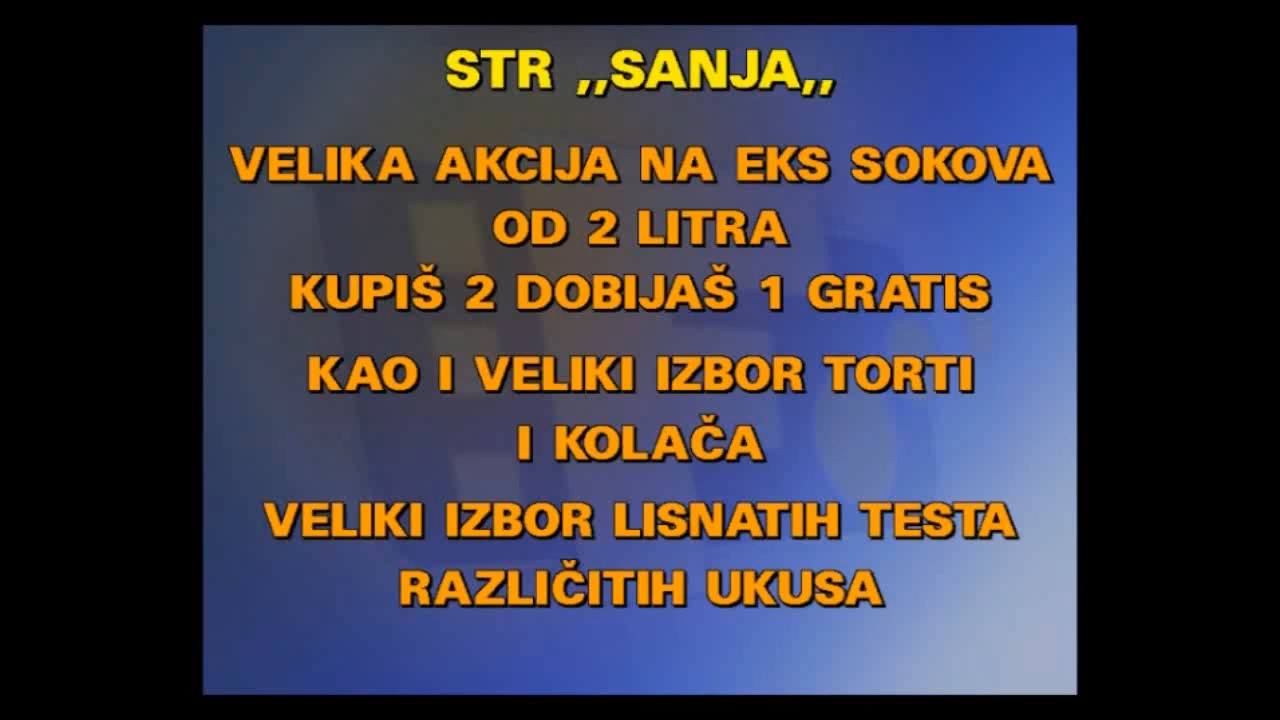 STR ,,SANJA,,
VELIKA AKCIJA NA EKS SOKOVA
OD 2 LITRA
KUPIŠ 2 DOBIJAŠ 1 GRATIS
KAO I VELIKI IZBOR TORTI
I KOLAČA
VELIKI IZBOR LISNATIH TESTA
RAZLIČITIH UKUSA